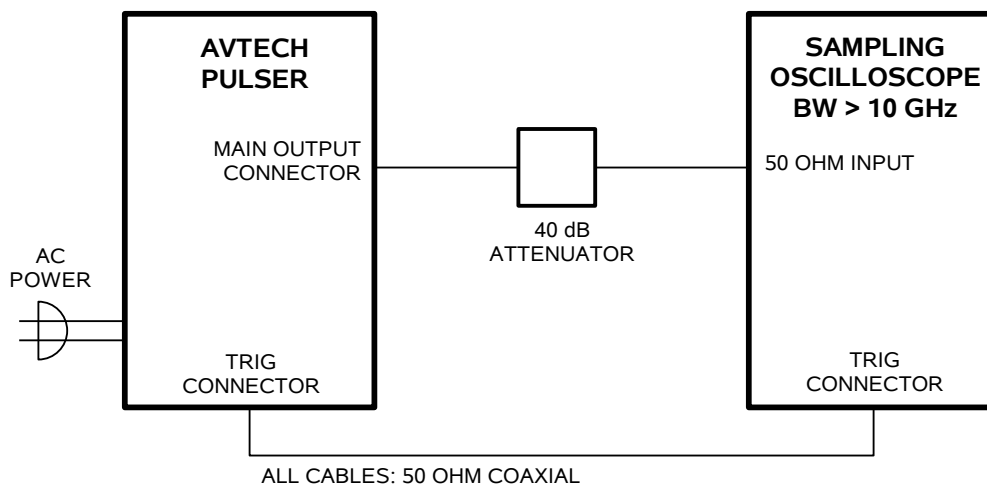 AVTECH
PULSER
MAIN OUTPUT
CONNECTOR
AC
POWER
TRIG
CONNECTOR
40 dB
ATTENUATOR
SAMPLING
OSCILLOSCOPE
BW > 10 GHz
50 OHM INPUT
TRIG
CONNECTOR
ALL CABLES: 50 OHM COAXIAL